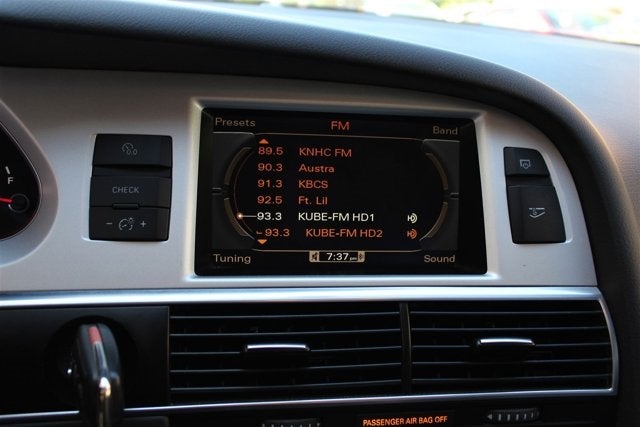 Presets FM Band
89.5 KNHC FM
90.3 Austra
91.3 KBCS
92.5 Ft. Lil
93.3 KUBE-FM HD1
93.3 KUBE-FM HD2
Tuning 7:37 pm Sound
CHECK
- +
F
PASSENGER AIR BAG OFF